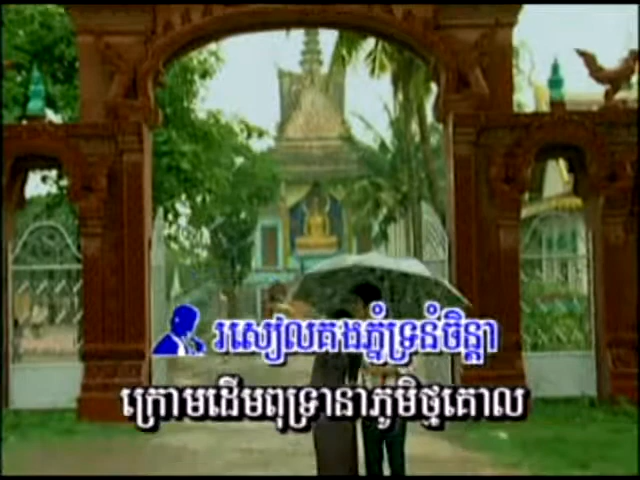 រសៀលគងភ្នំទ្រនំចិន្តា
ក្រោមដើមពុទ្រានាភូមិថ្មគោល